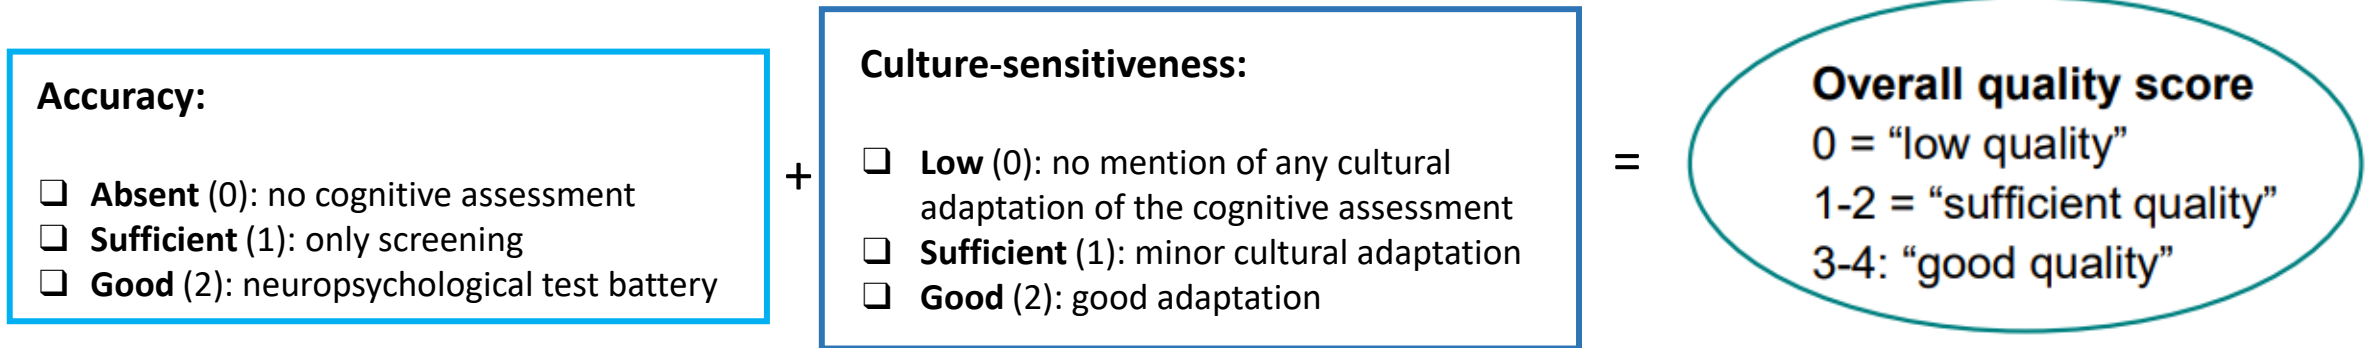 Accuracy:
❑ Absent (0): no cognitive assessment
❑ Sufficient (1): only screening
❑ Good (2): neuropsychological test battery
+
Culture-sensitiveness:
❑ Low (0): no mention of any cultural
adaptation of the cognitive assessment
❑ Sufficient (1): minor cultural adaptation
❑ Good (2): good adaptation
=
Overall quality score
0 = “low quality”
1-2 = “sufficient quality”
3-4: “good quality”